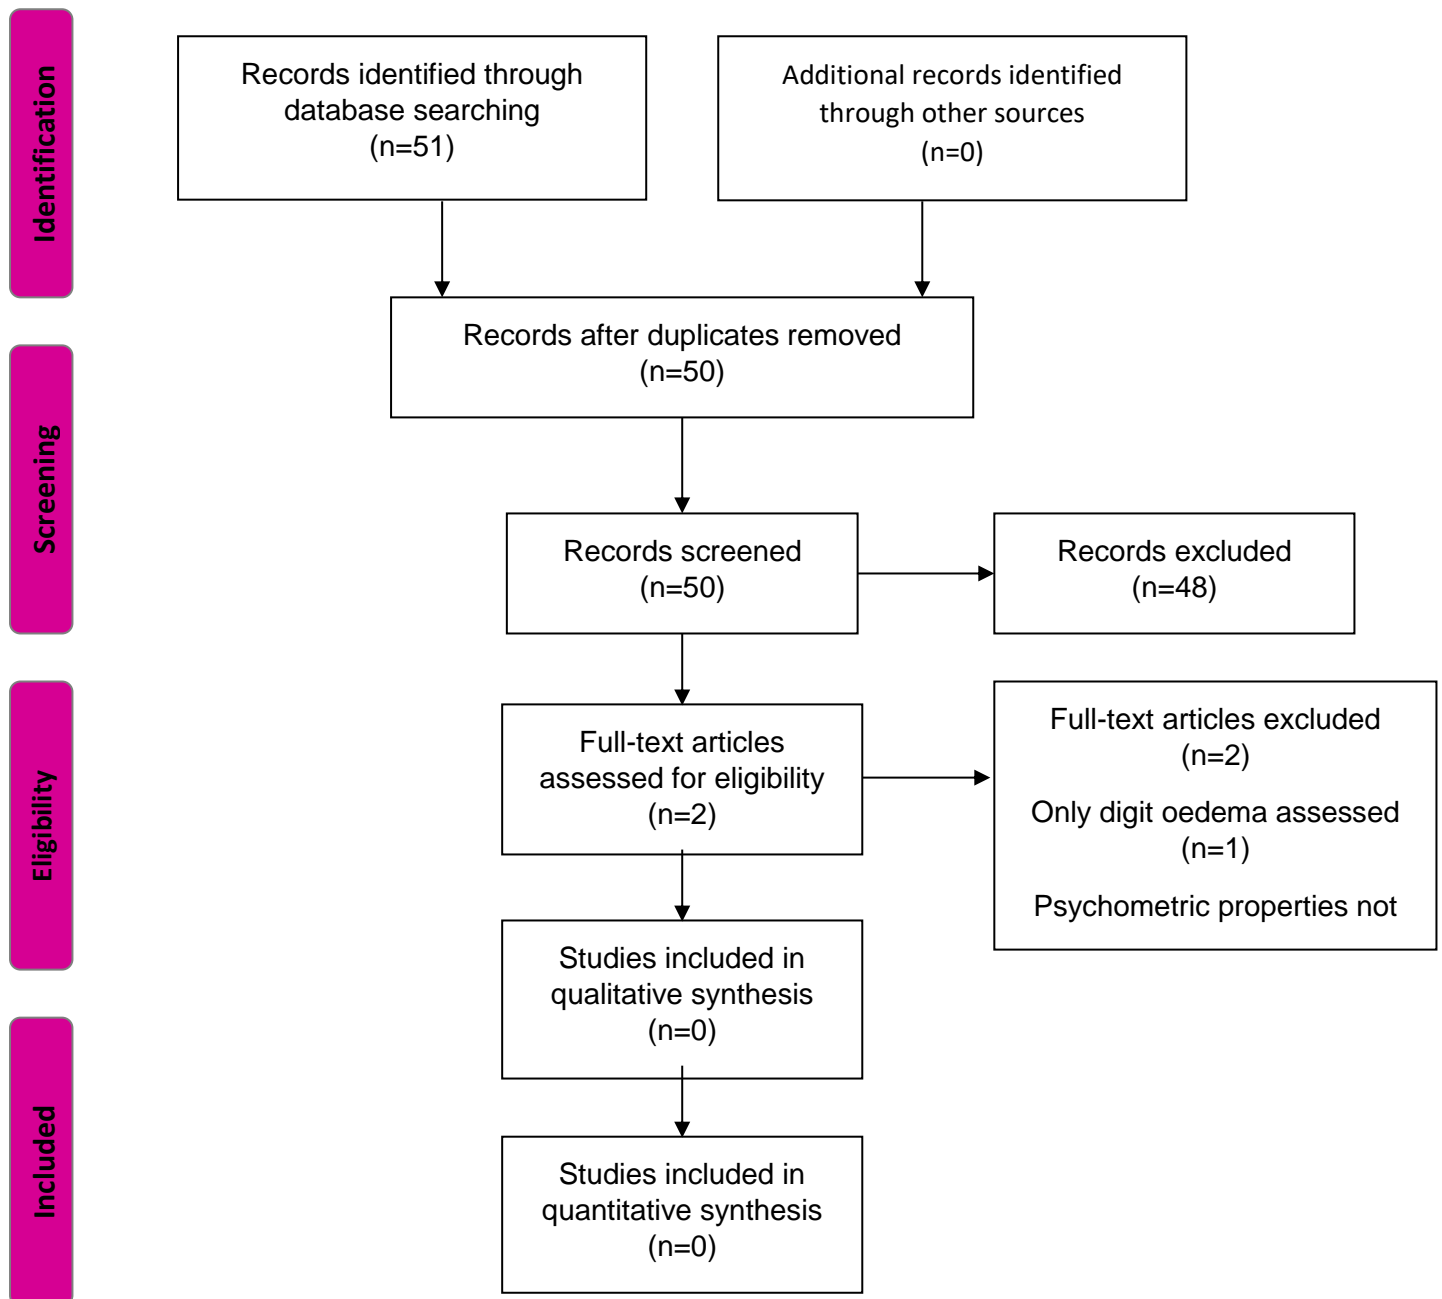 Identification
Records identified through
database searching
(n=51)
Additional records identified
through other sources
(n=0)
Records after duplicates removed
(n=50)
Screening
Records screened
(n=50)
Records excluded
(n=48)
Eligibility
Full-text articles
assessed for eligibility
(n=2)
Full-text articles excluded
(n=2)
Only digit oedema assessed
(n=1)
Psychometric properties not
Studies included in
qualitative synthesis
(n=0)
Included
Studies included in
quantitative synthesis
(n=0)